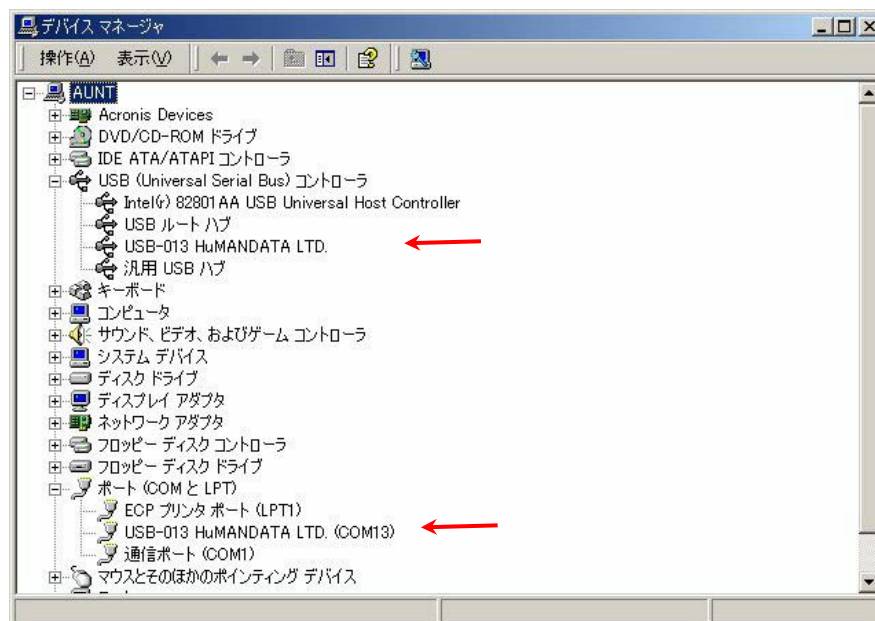 デバイス マネージャ
操作(A) 表示(V)
AUNT
Acronis Devices
DVD/CD-ROM ドライブ
IDE ATA/ATAPI コントローラ
USB (Universal Serial Bus) コントローラ
Intel(r) 82801AA USB Universal Host Controller
USB ルート ハブ
USB-013 HuMANDATA LTD.
汎用 USB ハブ
キーボード
コンピュータ
サウンド、ビデオ、およびゲーム コントローラ
システム デバイス
ディスク ドライブ
ディスプレイ アダプタ
ネットワーク アダプタ
フロッピー ディスク コントローラ
フロッピー ディスク ドライブ
ポート (COM と LPT)
ECP プリンタ ポート (LPT1)
USB-013 HuMANDATA LTD. (COM13)
通信ポート (COM1)
マウスとそのほかのポインティング デバイス